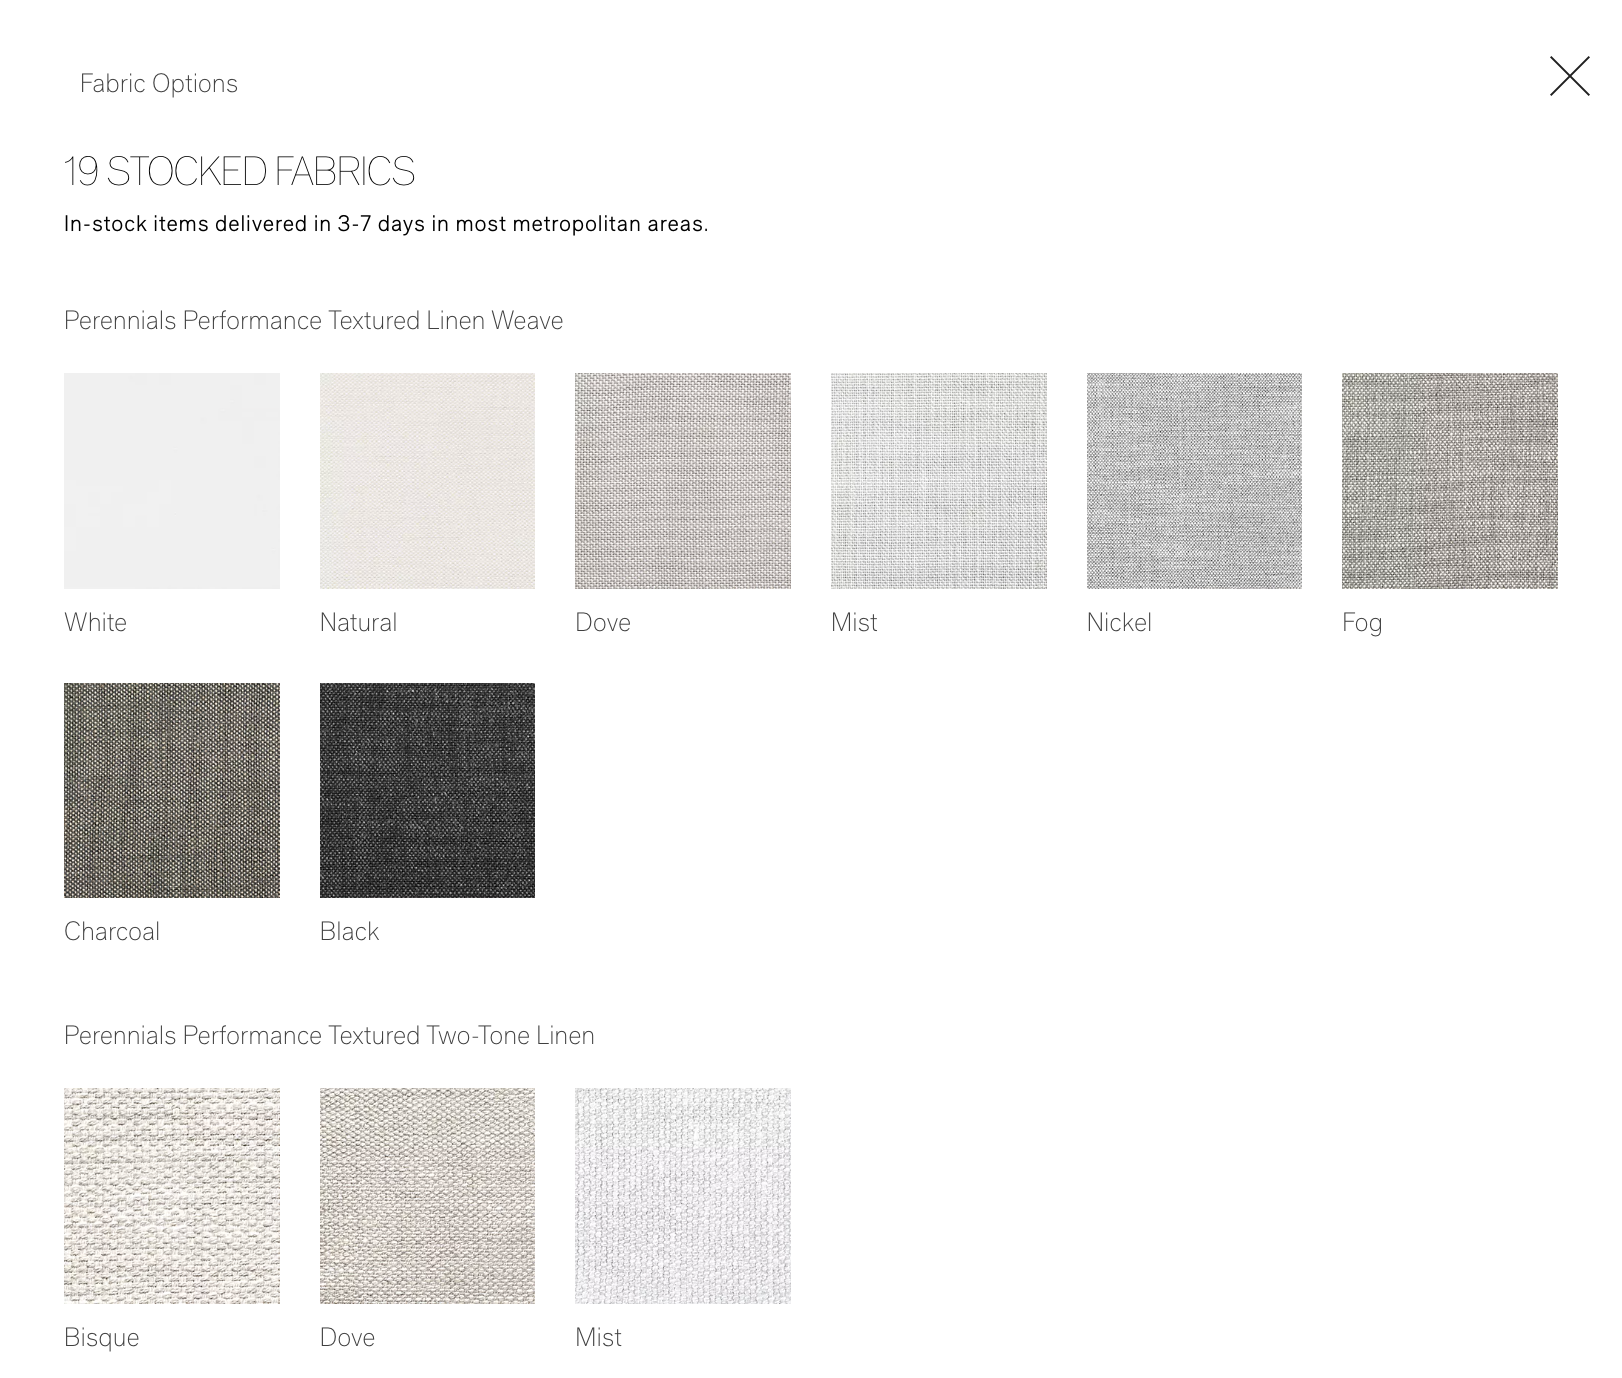 Fabric Options
19 STOCKED FABRICS
In-stock items delivered in 3-7 days in most metropolitan areas.
Perennials Performance Textured Linen Weave
White
Natural
Dove
Mist
Nickel
Fog
Charcoal
Black
Perennials Performance Textured Two-Tone Linen
Bisque
Dove
Mist